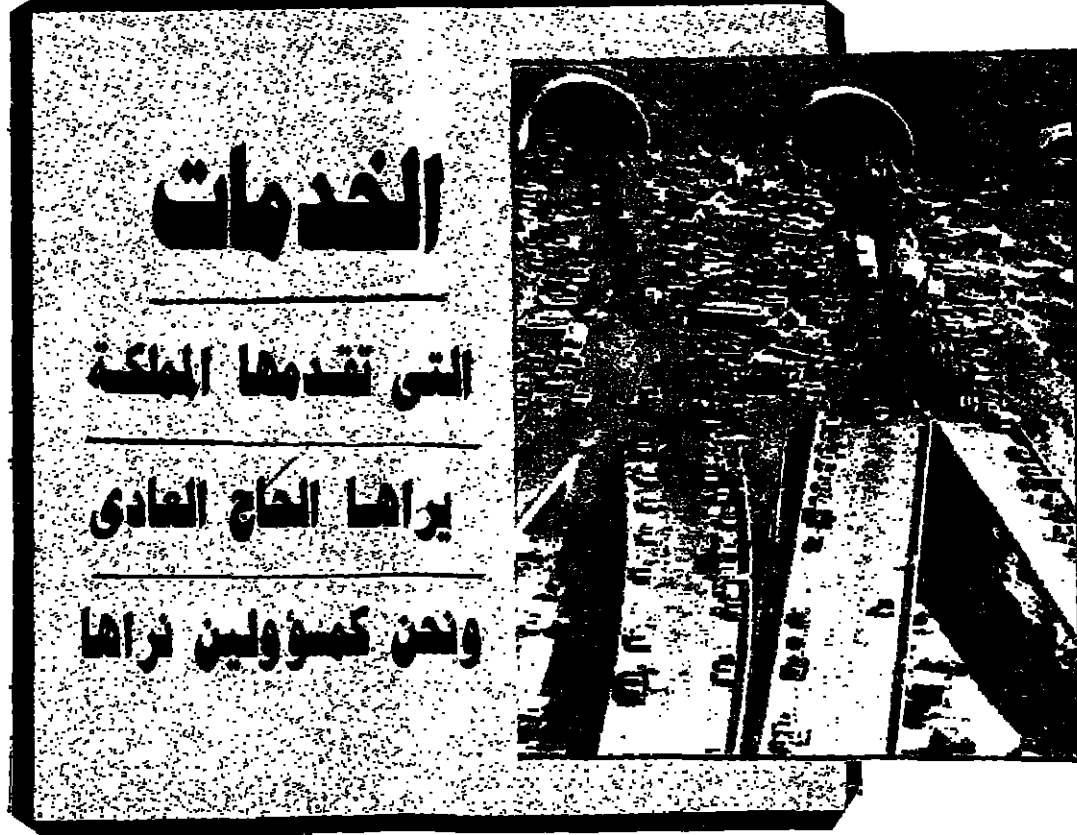 الخدمات
التى تقدمها المملكة
يراها الحاج العادى
ونحن كمسؤولين نراها